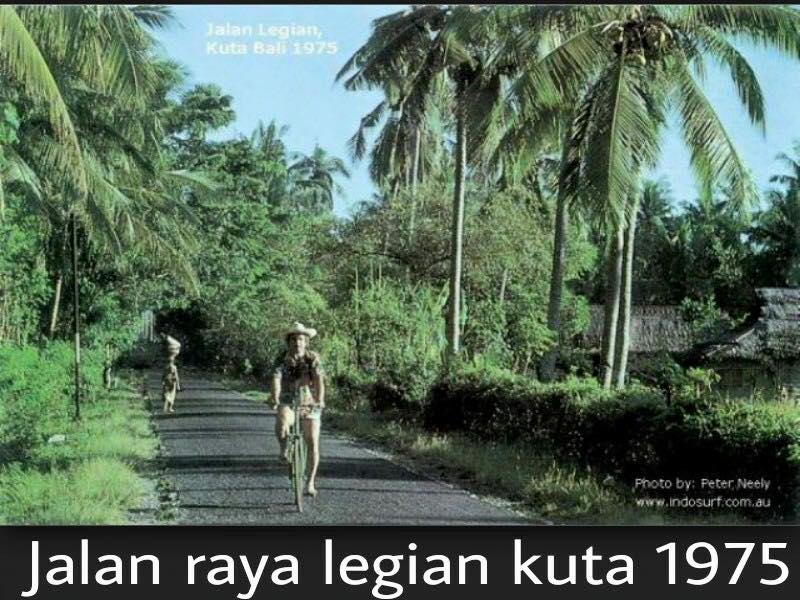 Jalan Legian,
Kuta Bali 1975
Photo by: Peter Neely
www.indosurf.com.au
Jalan raya legian kuta 1975